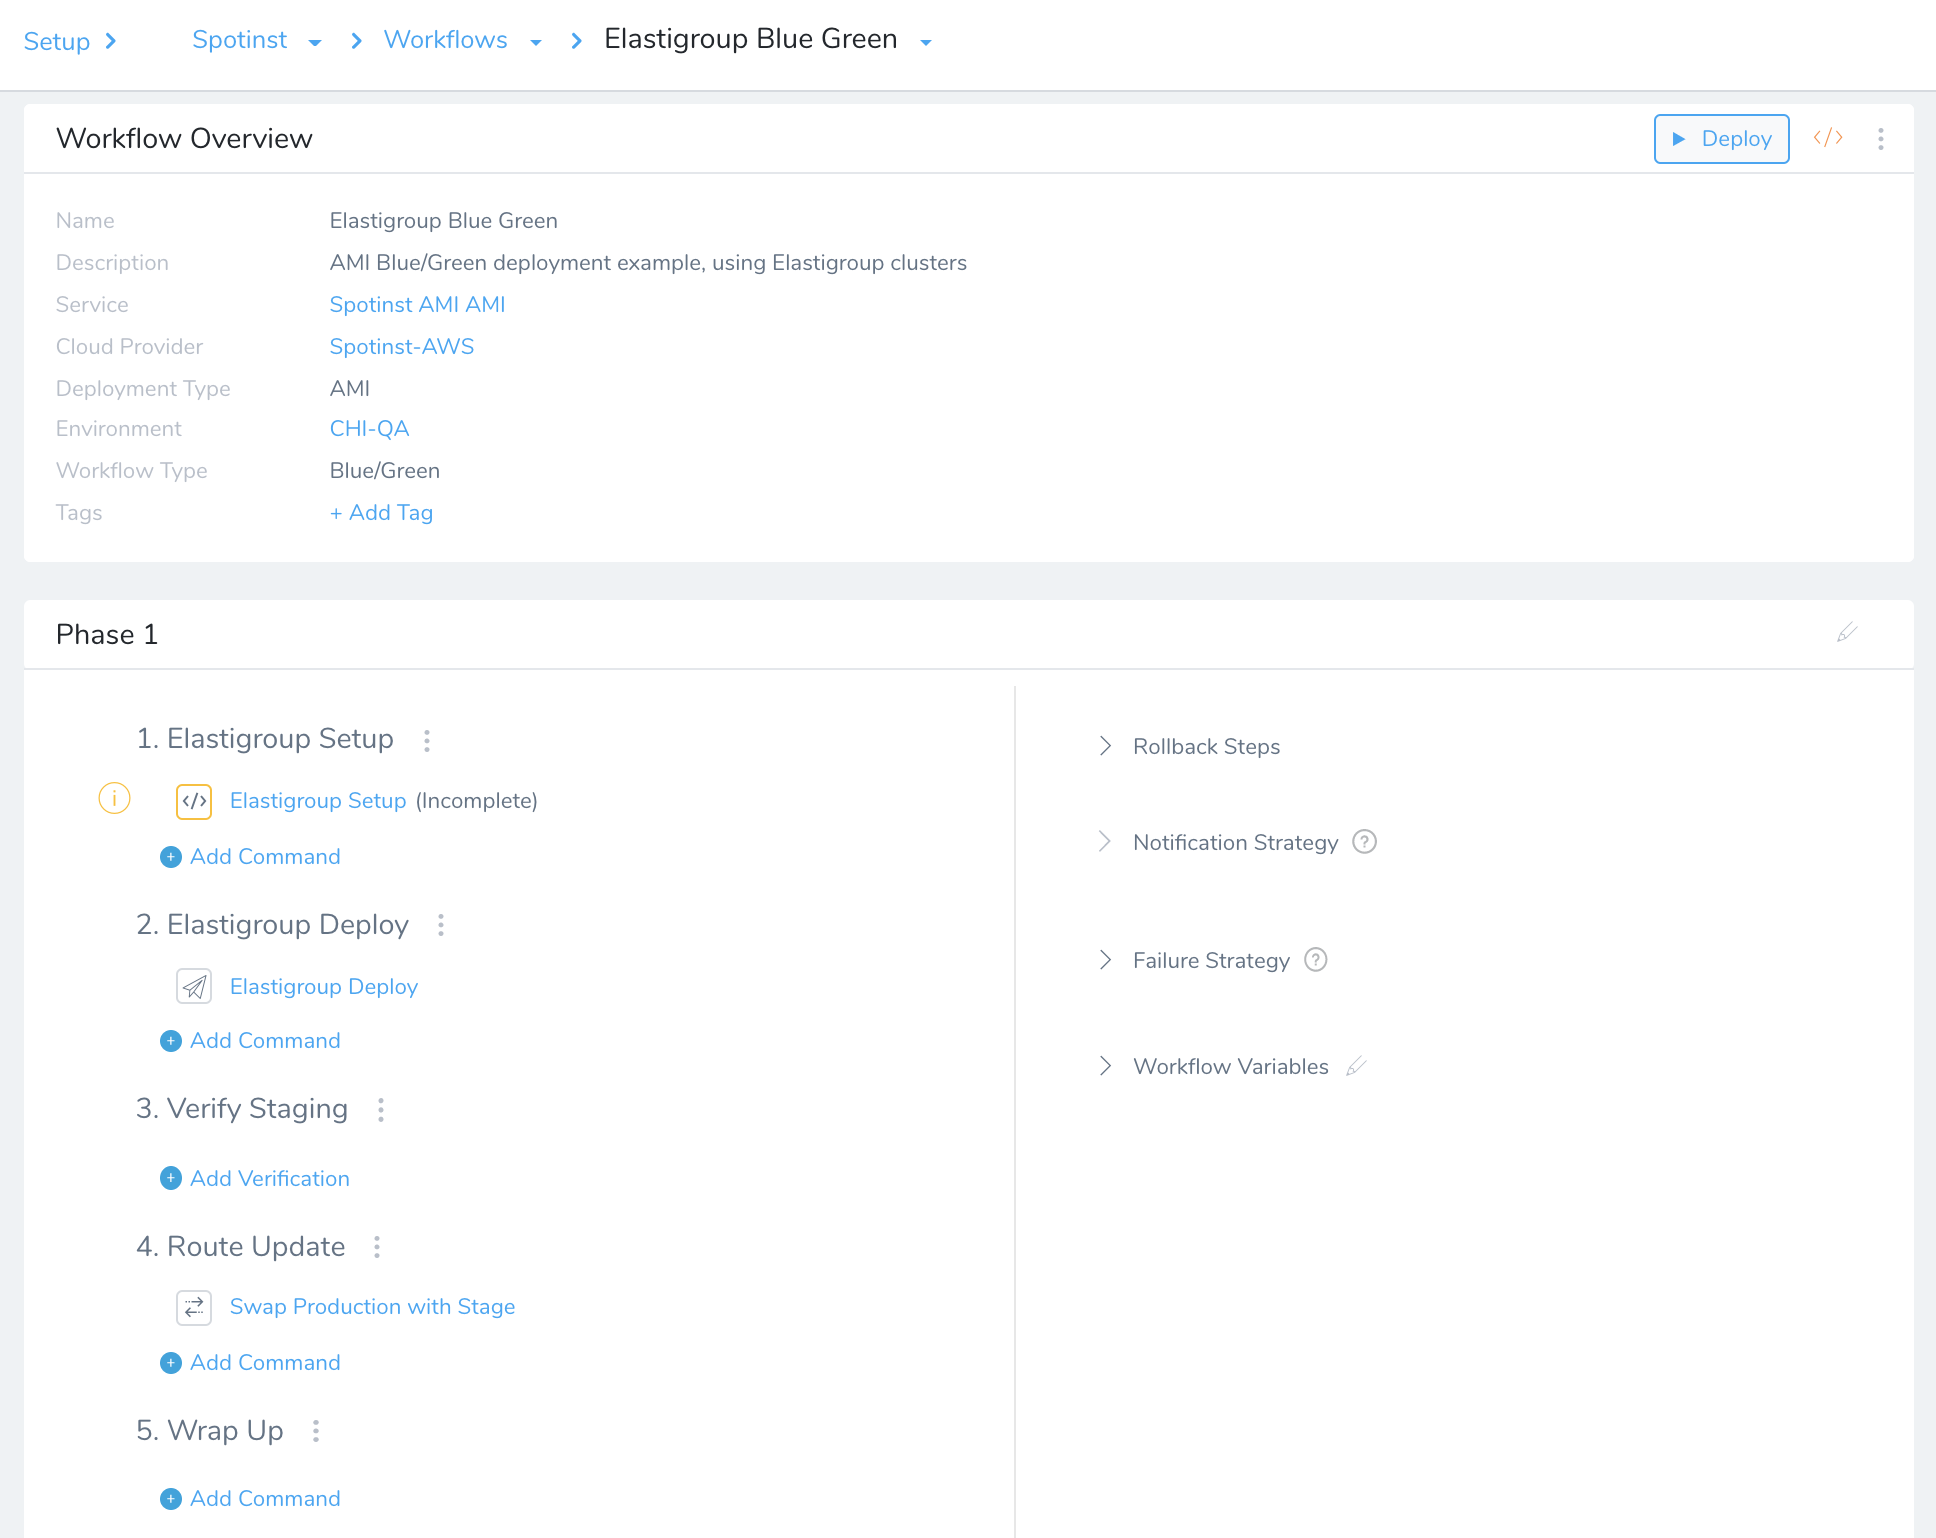 Setup Spotinst Workflows Elastigroup Blue Green
Workflow Overview
Deploy </>
Name Elastigroup Blue Green
Description AMI Blue/Green deployment example, using Elastigroup clusters
Service Spotinst AMI AMI
Cloud Provider Spotinst-AWS
Deployment Type AMI
Environment CHI-QA
Workflow Type Blue/Green
Tags + Add Tag
Phase 1
1. Elastigroup Setup
i </> Elastigroup Setup (Incomplete)
+ Add Command
2. Elastigroup Deploy
Elastigroup Deploy
+ Add Command
3. Verify Staging
+ Add Verification
4. Route Update
Swap Production with Stage
+ Add Command
5. Wrap Up
+ Add Command
Rollback Steps
Notification Strategy ?
Failure Strategy ?
Workflow Variables